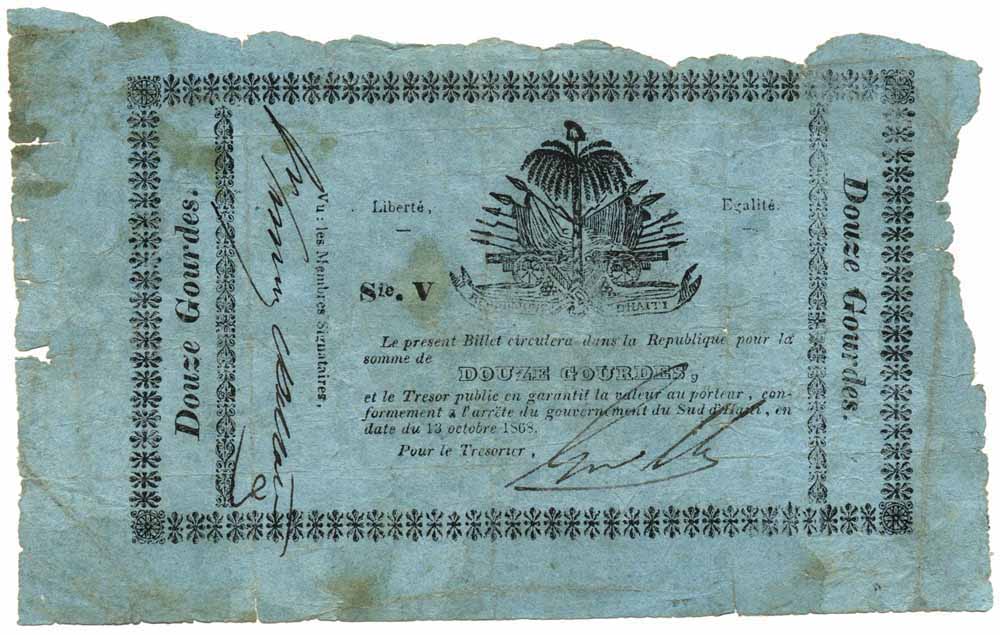 Douze Gourdes.
Vu : les Membres Signataires,
Liberté,
Egalité.
Sie. V
D'HAITI
Le present Billet circulera dans la Republique pour la
somme de
DOUZE GOURDES,
et le Tresor public en garantit la valeur au porteur, con-
formement a l'arrête du gouvernement du Sud d'Haiti, en
date du 13 octobre 1868.
Pour le Tresorier,
Douze Gourdes.